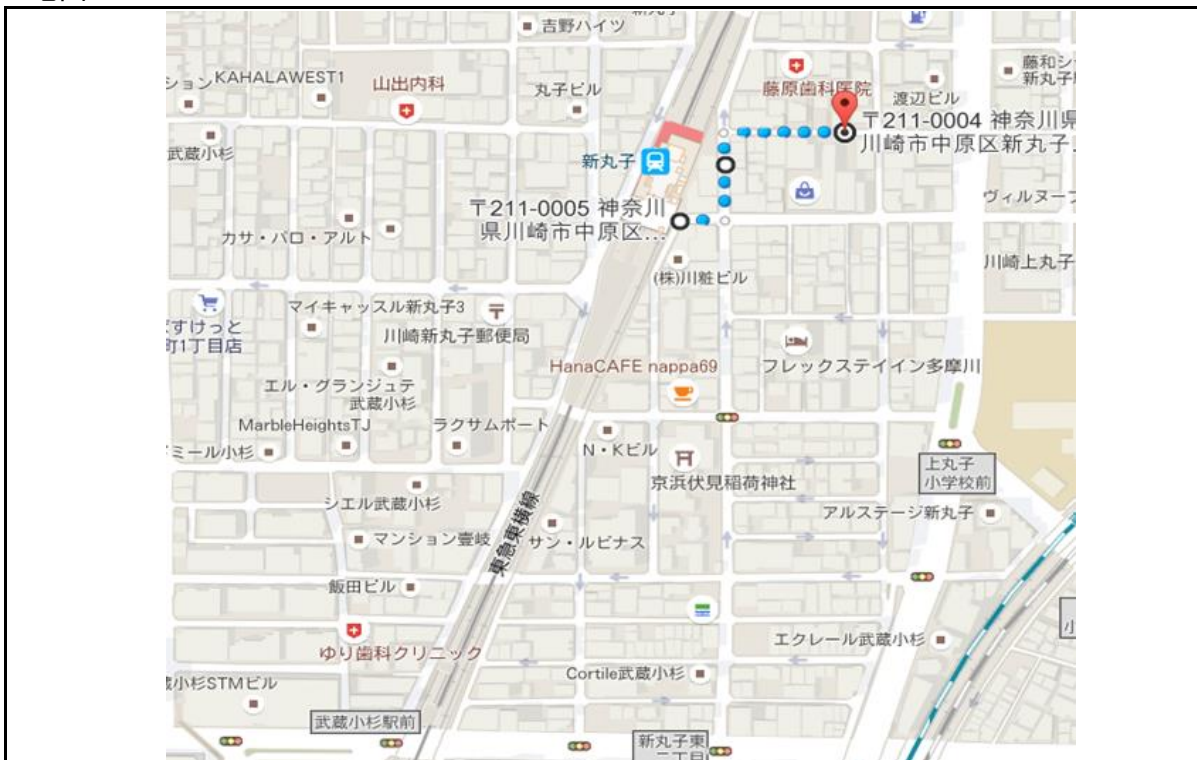 吉野ハイツ
KAHALAWEST1
山出内科
丸子ビル
藤原歯科医院
渡辺ビル
藤和シ
新丸子
武蔵小杉
新丸子
〒211-0004 神奈川県
川崎市中原区新丸子...
〒211-0005 神奈川
県川崎市中原区...
ヴィルヌーブ
カサ・パロ・アルト
(株)川粧ビル
川崎上丸子
マイキャッスル新丸子3
川崎新丸子郵便局
ばすけっと
町1丁目店
HanaCAFE nappa69
フレックステイイン多摩川
エル・グランジュテ
武蔵小杉
MarbleHeightsTJ
ラクサムポート
ミール小杉
N・Kビル
京浜伏見稲荷神社
上丸子
小学校前
シエル武蔵小杉
アルステージ新丸子
マンション壹岐
サン・ルビナス
東急東横線
飯田ビル
ゆり歯科クリニック
エクレール武蔵小杉
Cortile武蔵小杉
蔵小杉STMビル
武蔵小杉駅前
新丸子東
二丁目